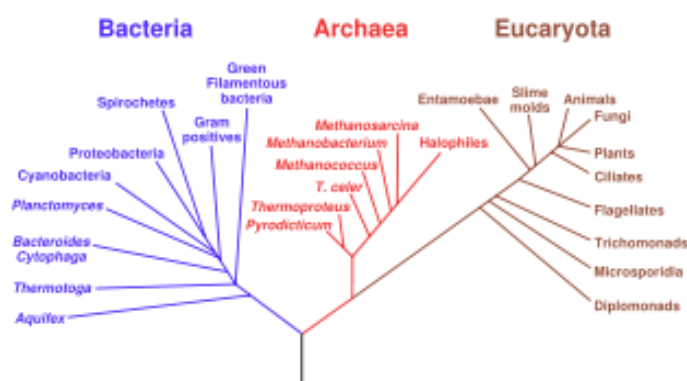 Bacteria
Archaea
Eucaryota
Green
Filamentous
bacteria
Spirochetes
Gram
positives
Proteobacteria
Cyanobacteria
Planctomyces
Bacteroides
Cytophaga
Thermotoga
Aquifex
Methanosarcina
Methanobacterium
Halophiles
Methanococcus
T. celer
Thermoproteus
Pyrodicticum
Entamoebae
Slime
molds
Animals
Fungi
Plants
Ciliates
Flagellates
Trichomonads
Microsporidia
Diplomonads